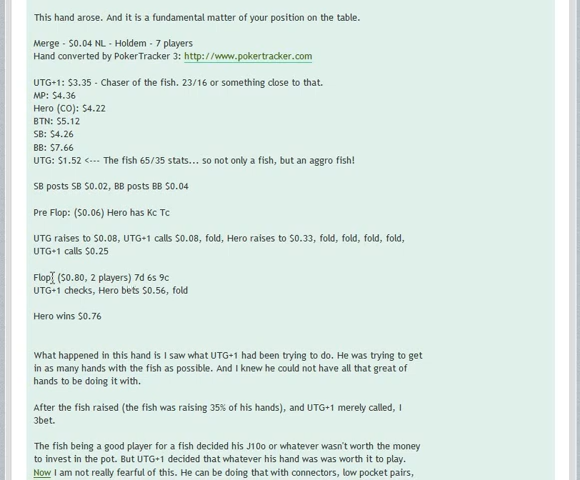 This hand arose. And it is a fundamental matter of your position on the table.
Merge - $0.04 NL - Holdem - 7 players
Hand converted by PokerTracker 3: http://www.pokertracker.com
UTG+1: $3.35 - Chaser of the fish. 23/16 or something close to that.
MP: $4.36
Hero (CO): $4.22
BTN: $5.12
SB: $4.26
BB: $7.66
UTG: $1.52 <--- The fish 65/35 stats... so not only a fish, but an aggro fish!
SB posts SB $0.02, BB posts BB $0.04
Pre Flop: ($0.06) Hero has Kc Tc
UTG raises to $0.08, UTG+1 calls $0.08, fold, Hero raises to $0.33, fold, fold, fold, fold,
UTG+1 calls $0.25
Flop: ($0.80, 2 players) 7d 6s 9c
UTG+1 checks, Hero bets $0.56, fold
Hero wins $0.76
What happened in this hand is I saw what UTG+1 had been trying to do. He was trying to get
in as many hands with the fish as possible. And I knew he could not have all that great of
hands to be doing it with.
After the fish raised (the fish was raising 35% of his hands), and UTG+1 merely called, I
3bet.
The fish being a good player for a fish decided his J10o or whatever wasn't worth the money
to invest in the pot. But UTG+1 decided that whatever his hand was was worth it to play.
Now I am not really fearful of this. He can be doing that with connectors, low pocket pairs,